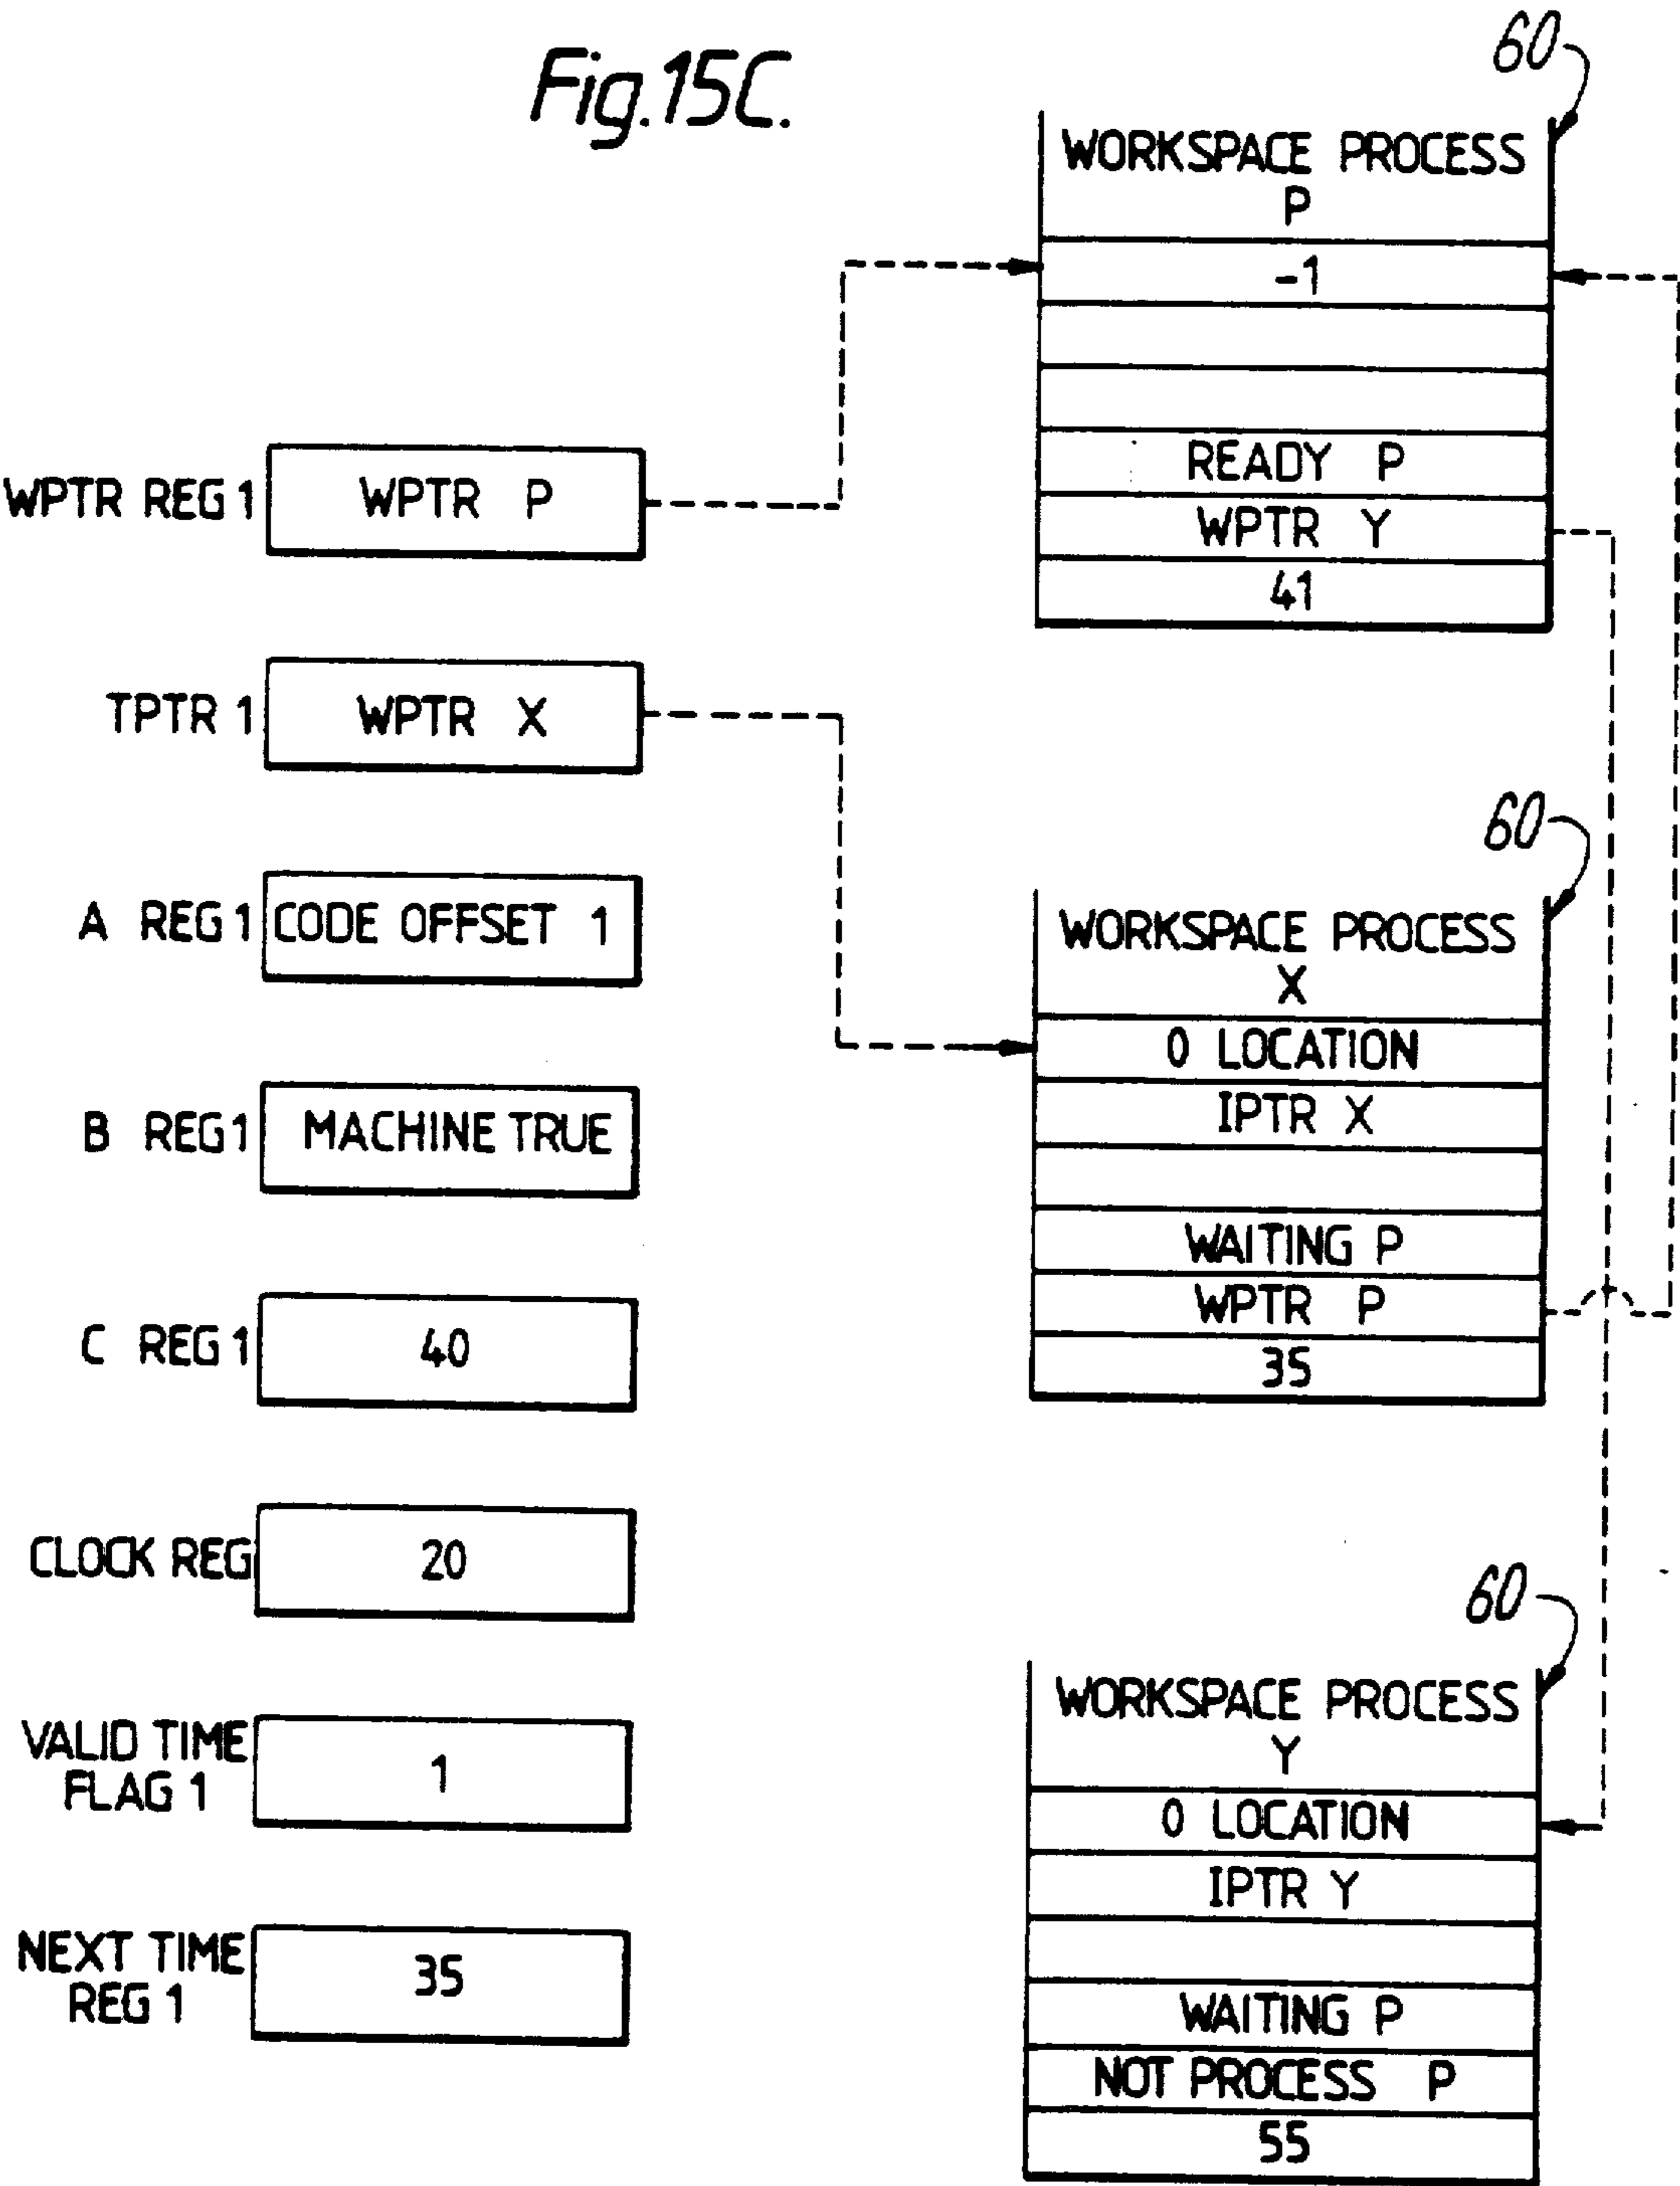 Fig.15C.
60
WORKSPACE PROCESS
P
-1
READY P
WPTR Y
41
WPTR REG 1
WPTR P
TPTR 1
WPTR X
60
A REG 1
CODE OFFSET 1
WORKSPACE PROCESS
X
0 LOCATION
IPTR X
WAITING P
WPTR P
35
B REG 1
MACHINE TRUE
C REG 1
40
CLOCK REG
20
60
VALID TIME
FLAG 1
1
WORKSPACE PROCESS
Y
0 LOCATION
IPTR Y
WAITING P
NOT PROCESS P
55
NEXT TIME
REG 1
35